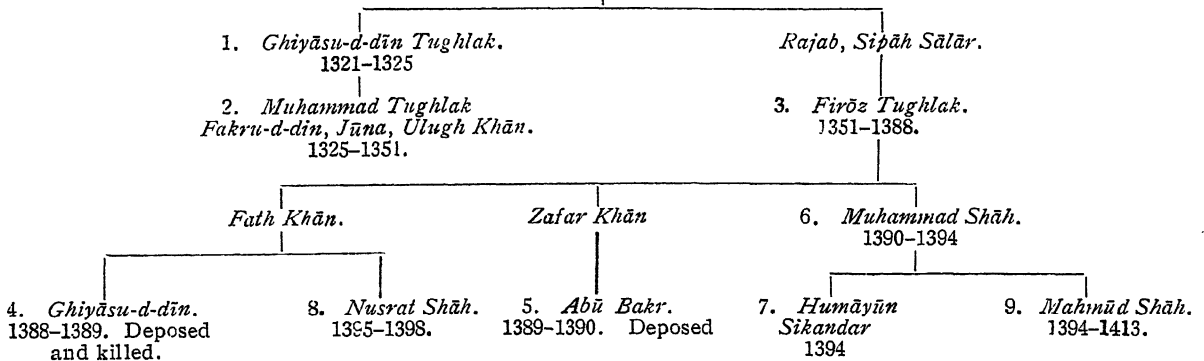 1. Ghiyāsu-d-dīn Tughlak.
1321–1325
Rajab, Sipāh Sālār.
2. Muhammad Tughlak
Fakru-d-din, Jūna, Ulugh Khān.
1325–1351.
3. Firōz Tughlak.
1351–1388.
Fath Khān.
Zafar Khān
6. Muhammad Shāh.
1390–1394
4. Ghiyāsu-d-dīn.
1388–1389. Deposed
and killed.
8. Nusrat Shāh.
1395–1398.
5. Abū Bakr.
1389–1390. Deposed
7. Humāyūn
Sikandar
1394
9. Mahmūd Shāh.
1394–1413.